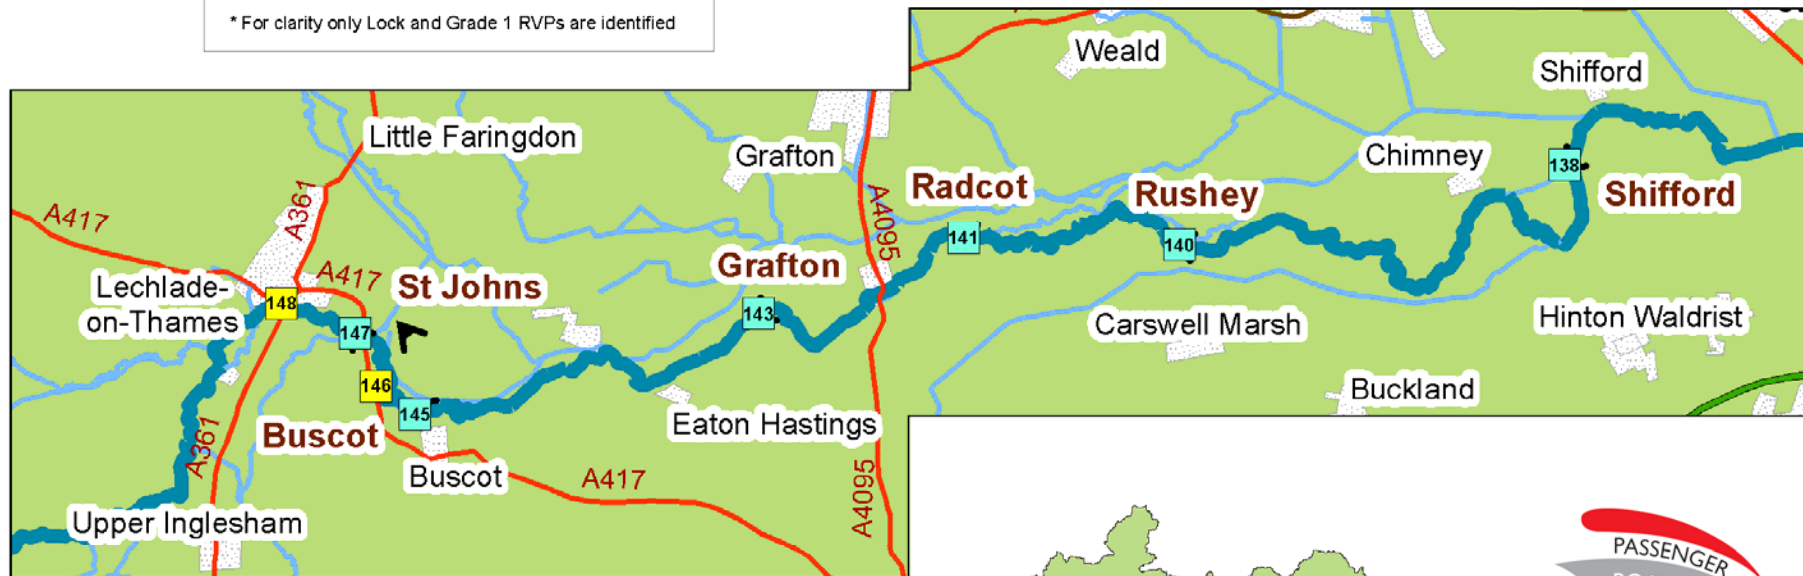 * For clarity only Lock and Grade 1 RVPs are identified
Weald
Shifford
Little Faringdon
Grafton
Chimney
138
Radcot
Rushey
Shifford
A361
A4095
A417
141
140
A417
Grafton
Lechlade-
on-Thames
St Johns
148
143
147
Carswell Marsh
Hinton Waldrist
146
Buckland
145
Eaton Hastings
Buscot
A361
Buscot
A417
A4095
Upper Inglesham
PASSENGER